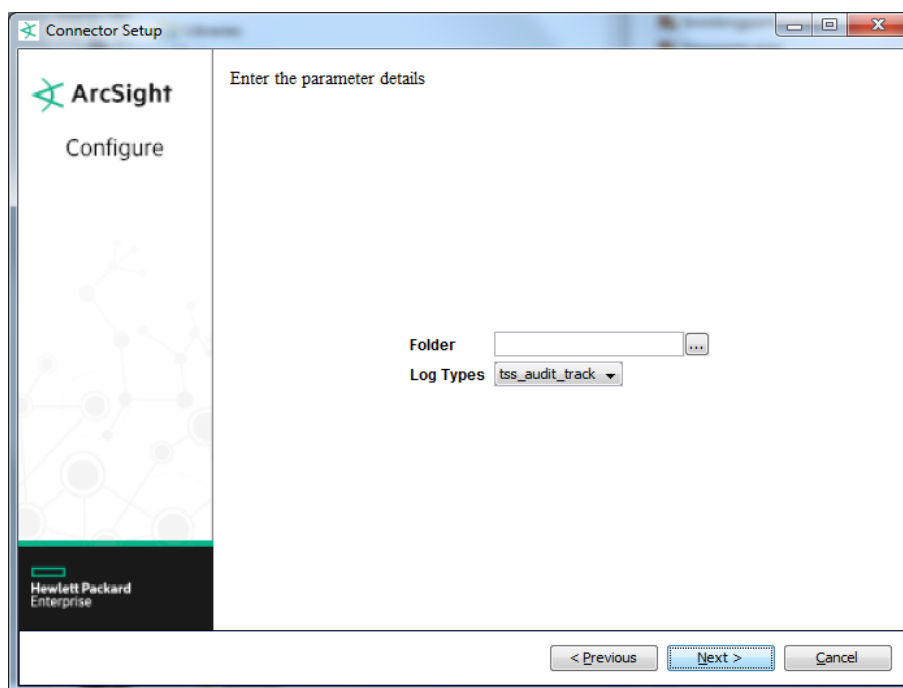 Connector Setup
ArcSight
Configure
Enter the parameter details
Folder
...
Log Types tss_audit_track
Hewlett Packard
Enterprise
< Previous
Next >
Cancel